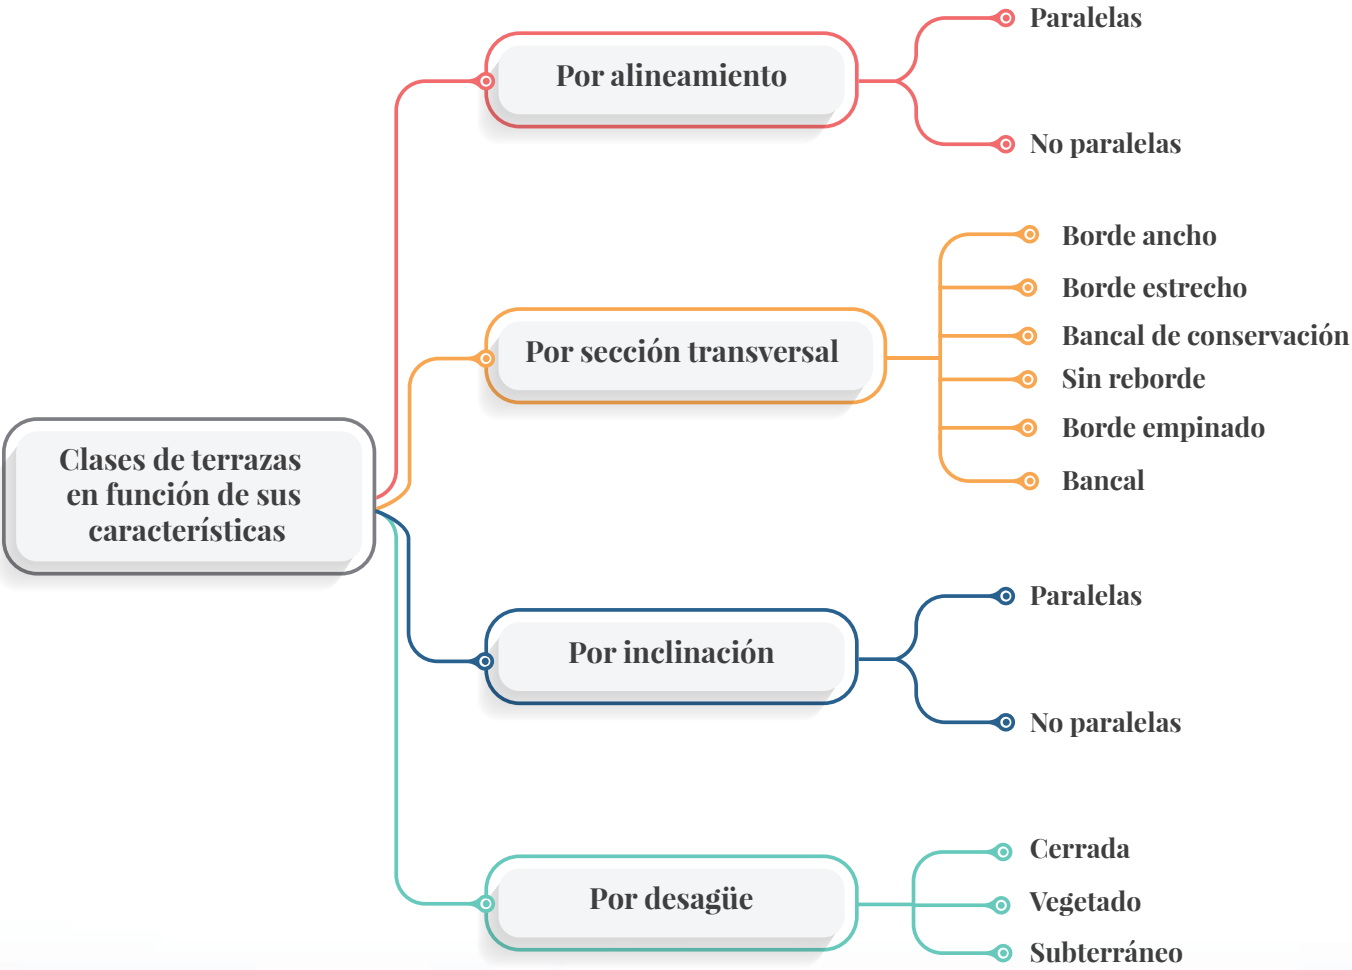 Clases de terrazas
en función de sus
características
Por alineamiento
Paralelas
No paralelas
Por sección transversal
Borde ancho
Borde estrecho
Bancal de conservación
Sin reborde
Borde empinado
Bancal
Por inclinación
Paralelas
No paralelas
Por desagüe
Cerrada
Vegetado
Subterráneo